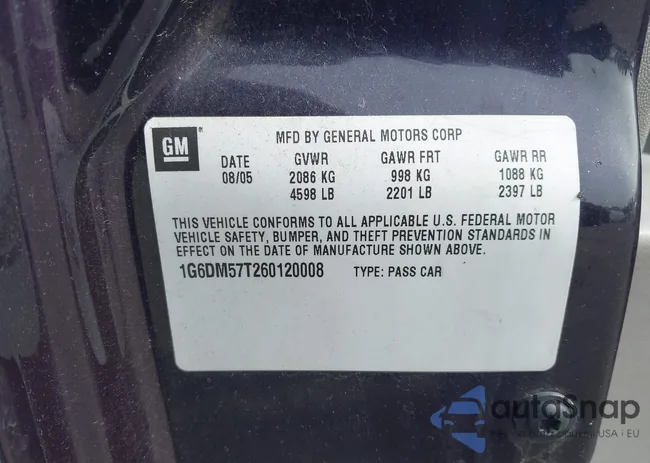 GM
MFD BY GENERAL MOTORS CORP
DATE GVWR GAWR FRT GAWR RR
08/05 2086 KG 998 KG 1088 KG
4598 LB 2201 LB 2397 LB
THIS VEHICLE CONFORMS TO ALL APPLICABLE U.S. FEDERAL MOTOR
VEHICLE SAFETY, BUMPER, AND THEFT PREVENTION STANDARDS IN
EFFECT ON THE DATE OF MANUFACTURE SHOWN ABOVE.
1G6DM57T260120008 TYPE: PASS CAR
autoSnap
USA · EU